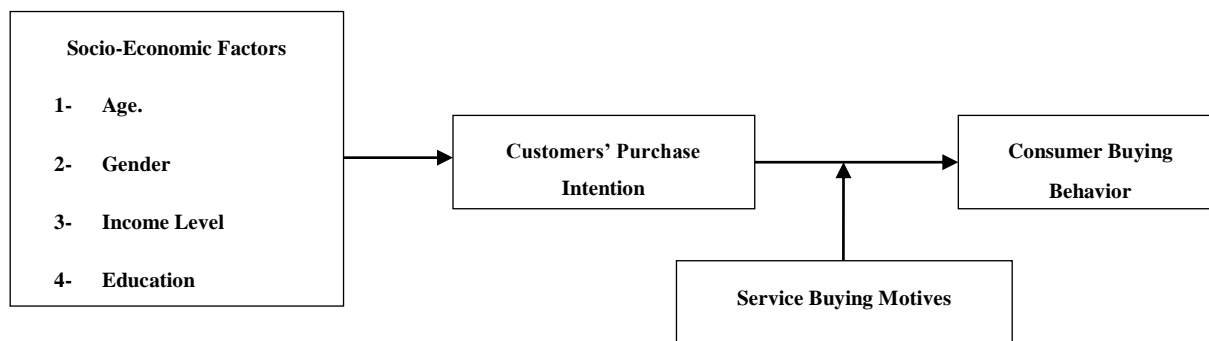 Socio-Economic Factors
1- Age.
2- Gender
3- Income Level
4- Education
Customers’ Purchase
Intention
Consumer Buying
Behavior
Service Buying Motives